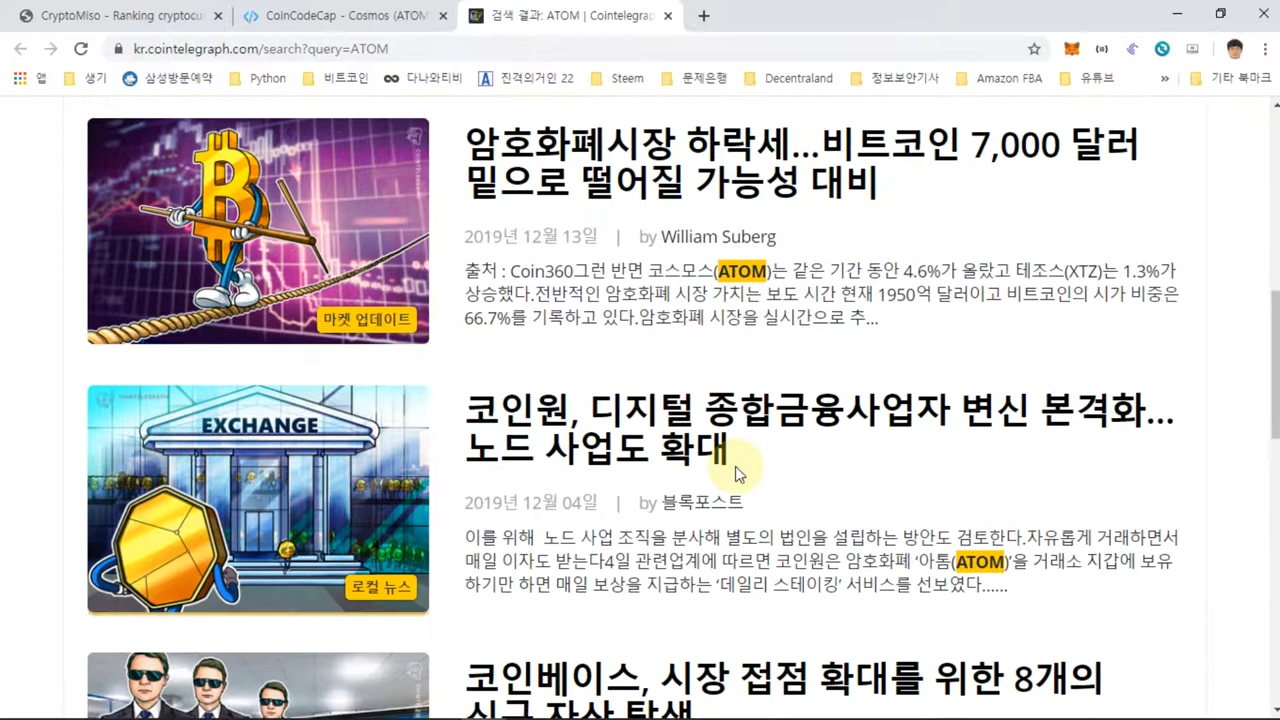 CryptoMiso - Ranking cryptocu
CoinCodeCap - Cosmos (ATOM
검색 결과: ATOM | Cointelegrap
kr.cointelegraph.com/search?query=ATOM
앱
생기
삼성방문예약
Python
비트코인
다나와티비
진격의거인 22
Steem
문제은행
Decentraland
정보보안기사
Amazon FBA
유튜브
기타 북마크
암호화폐시장 하락세...비트코인 7,000 달러
밑으로 떨어질 가능성 대비
2019년 12월 13일 | by William Suberg
출처 : Coin360그런 반면 코스모스(ATOM)는 같은 기간 동안 4.6%가 올랐고 테조스(XTZ)는 1.3%가
상승했다.전반적인 암호화폐 시장 가치는 보도 시간 현재 1950억 달러이고 비트코인의 시가 비중은
66.7%를 기록하고 있다.암호화폐 시장을 실시간으로 추...
마켓 업데이트
EXCHANGE
로컬 뉴스
코인원, 디지털 종합금융사업자 변신 본격화...
노드 사업도 확대
2019년 12월 04일 | by 블록포스트
이를 위해 노드 사업 조직을 분사해 별도의 법인을 설립하는 방안도 검토한다.자유롭게 거래하면서
매일 이자도 받는다4일 관련업계에 따르면 코인원은 암호화폐 ‘아톰(ATOM)’을 거래소 지갑에 보유
하기만 하면 매일 보상을 지급하는 ‘데일리 스테이킹’ 서비스를 선보였다......
코인베이스, 시장 접점 확대를 위한 8개의
신규 자산 탐색